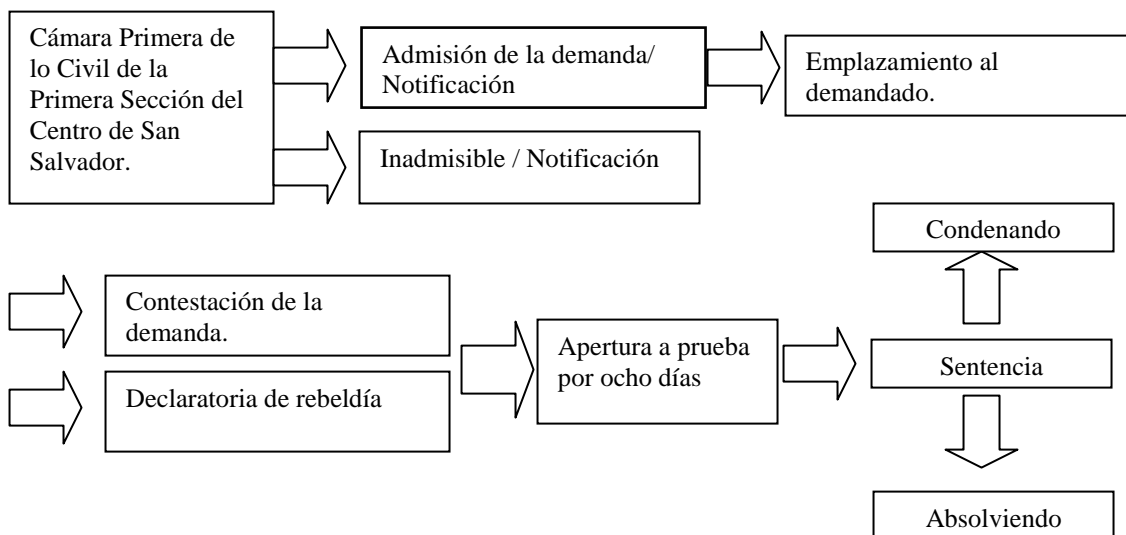 Cámara Primera de
lo Civil de la
Primera Sección del
Centro de San
Salvador.
Admisión de la demanda/
Notificación
Emplazamiento al
demandado.
Inadmisible / Notificación
Condenando
Contestación de la
demanda.
Apertura a prueba
por ocho días
Sentencia
Declaratoria de rebeldía
Absolviendo